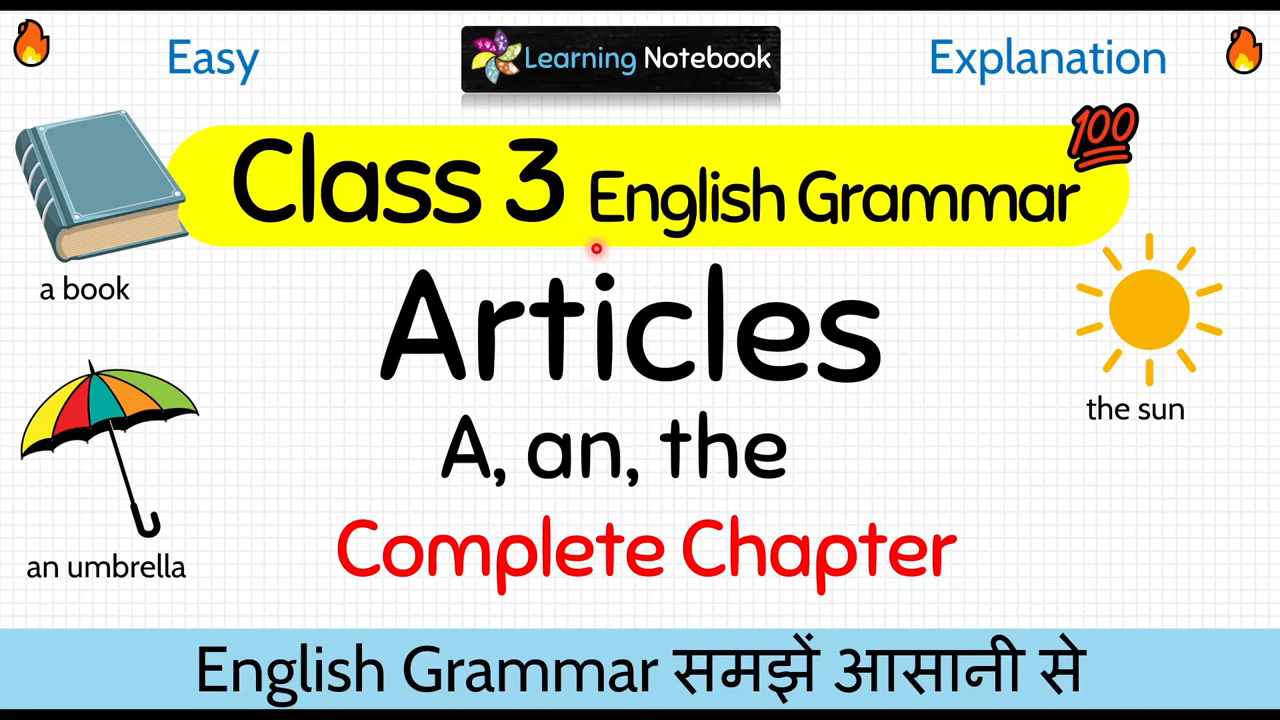 Easy
Learning Notebook
Explanation
100
Class 3 English Grammar
a book
Articles
the sun
A, an, the
an umbrella
Complete Chapter
English Grammar समझें आसानी से